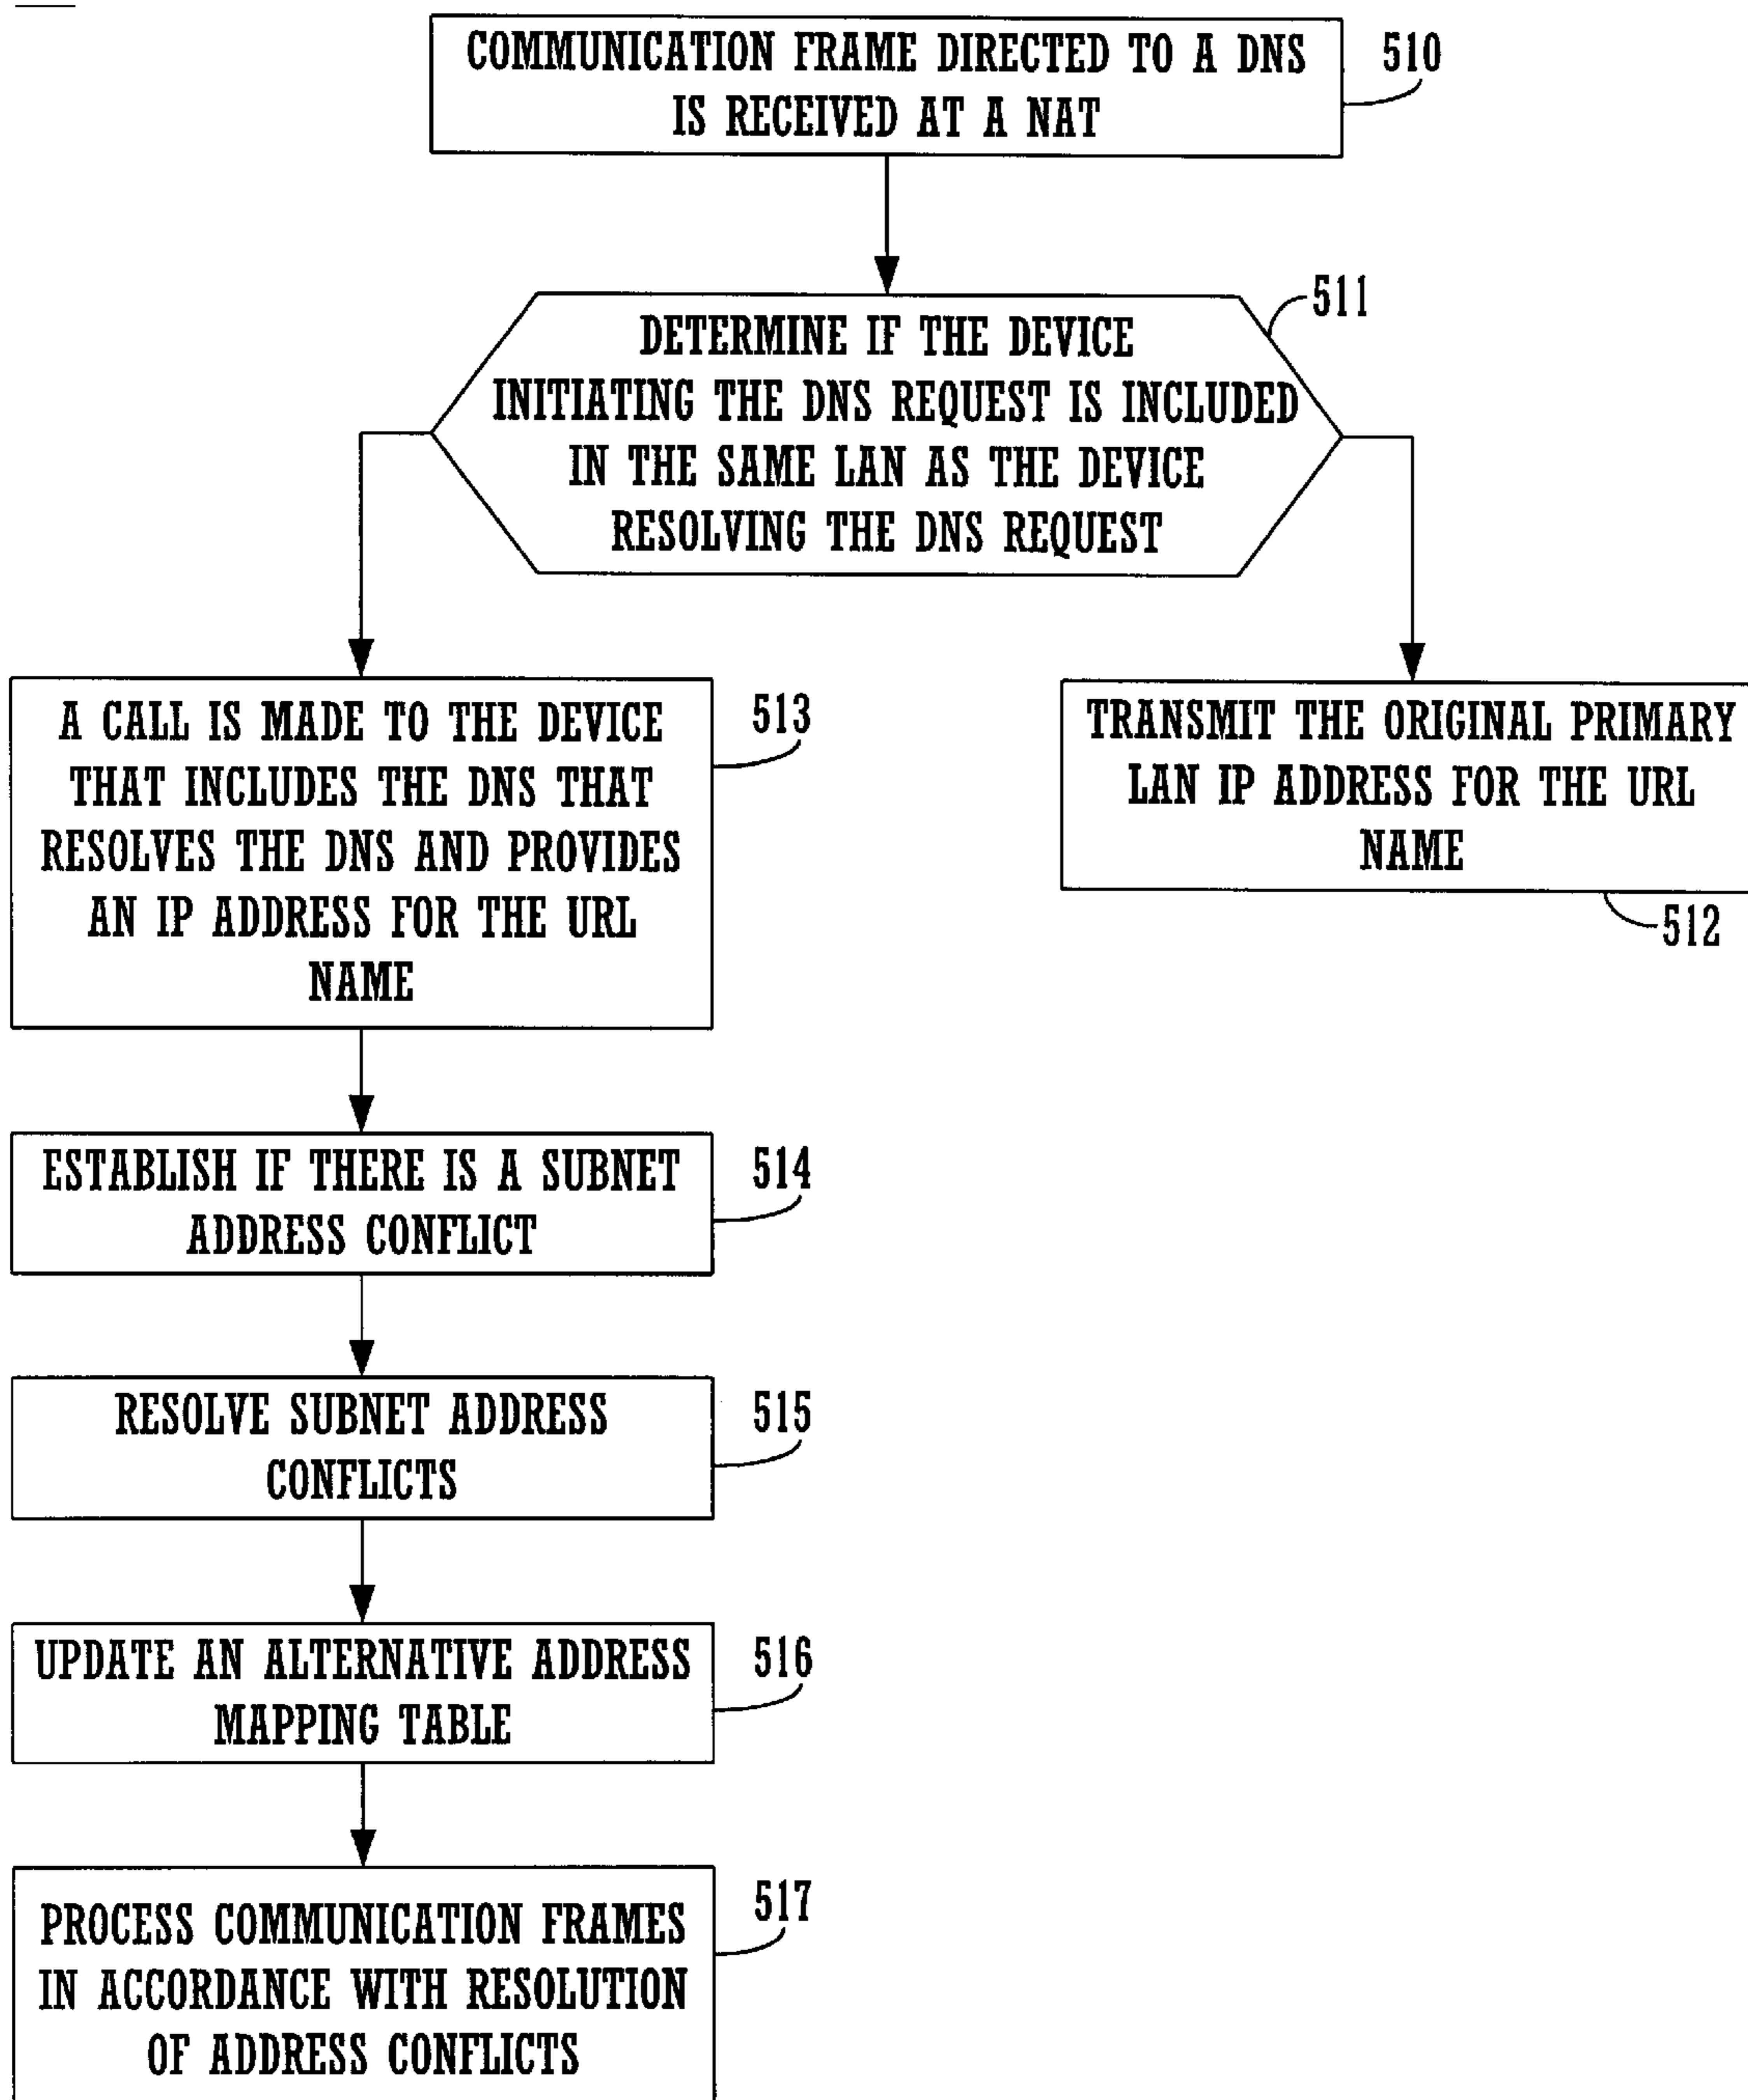 COMMUNICATION FRAME DIRECTED TO A DNS
IS RECEIVED AT A NAT
510
511
DETERMINE IF THE DEVICE
INITIATING THE DNS REQUEST IS INCLUDED
IN THE SAME LAN AS THE DEVICE
RESOLVING THE DNS REQUEST
A CALL IS MADE TO THE DEVICE
THAT INCLUDES THE DNS THAT
RESOLVES THE DNS AND PROVIDES
AN IP ADDRESS FOR THE URL
NAME
513
TRANSMIT THE ORIGINAL PRIMARY
LAN IP ADDRESS FOR THE URL
NAME
512
ESTABLISH IF THERE IS A SUBNET
ADDRESS CONFLICT
514
RESOLVE SUBNET ADDRESS
CONFLICTS
515
UPDATE AN ALTERNATIVE ADDRESS
MAPPING TABLE
516
PROCESS COMMUNICATION FRAMES
IN ACCORDANCE WITH RESOLUTION
OF ADDRESS CONFLICTS
517